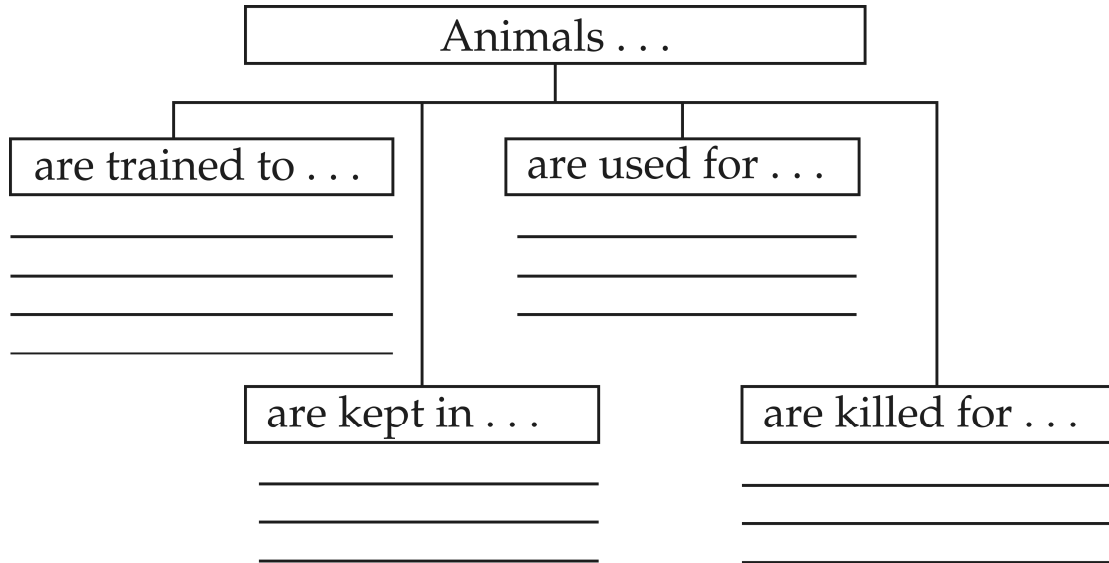 Animals . . .
are trained to . . .
are used for . . .
are kept in . . .
are killed for . . .